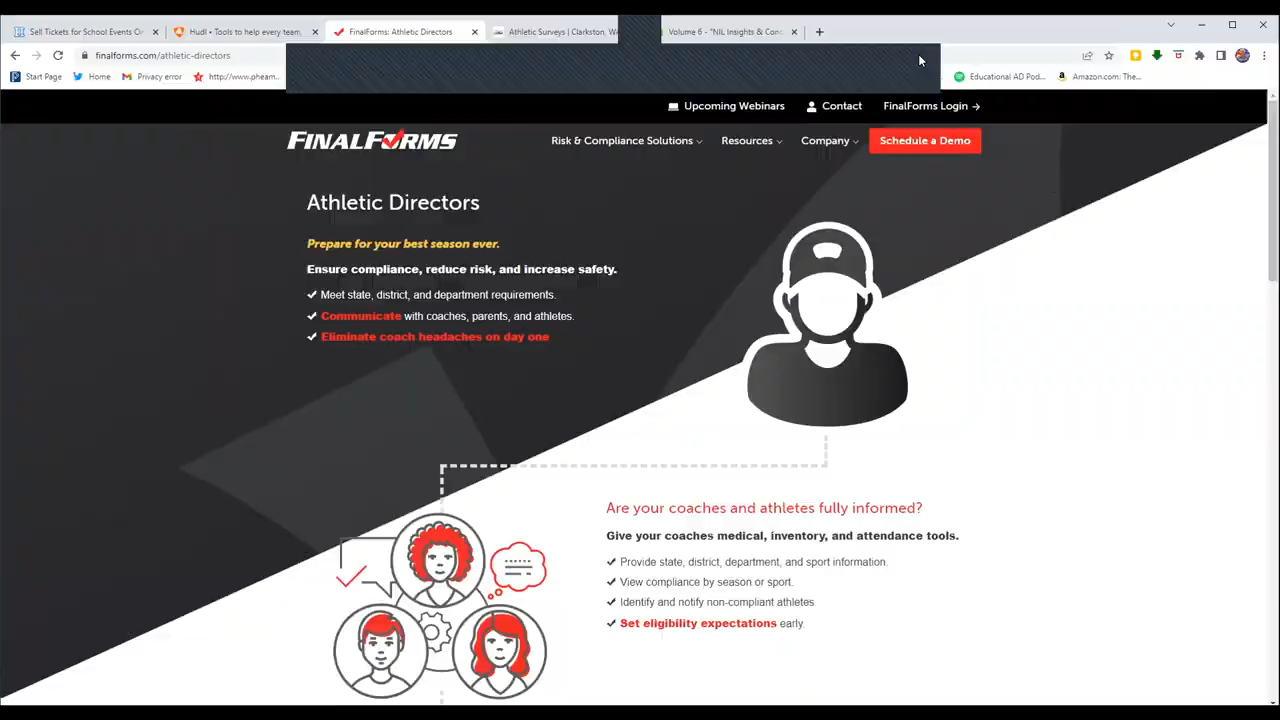 Sell Tickets for School Events O
Hudl • Tools to help every team,
FinalForms: Athletic Directors
Athletic Surveys | Clarkston, W
Volume 6 - "NIL Insights & Con
finalforms.com/athletic-directors
Start Page
Home
Privacy error
http://www.pheam...
Educational AD Pod...
Amazon.com: The...
Upcoming Webinars
Contact
FinalForms Login →
FINALFORMS
Risk & Compliance Solutions
Resources
Company
Schedule a Demo
Athletic Directors
Prepare for your best season ever.
Ensure compliance, reduce risk, and increase safety.
Meet state, district, and department requirements.
Communicate with coaches, parents, and athletes.
Eliminate coach headaches on day one
Are your coaches and athletes fully informed?
Give your coaches medical, inventory, and attendance tools.
Provide state, district, department, and sport information.
View compliance by season or sport.
Identify and notify non-compliant athletes
Set eligibility expectations early.